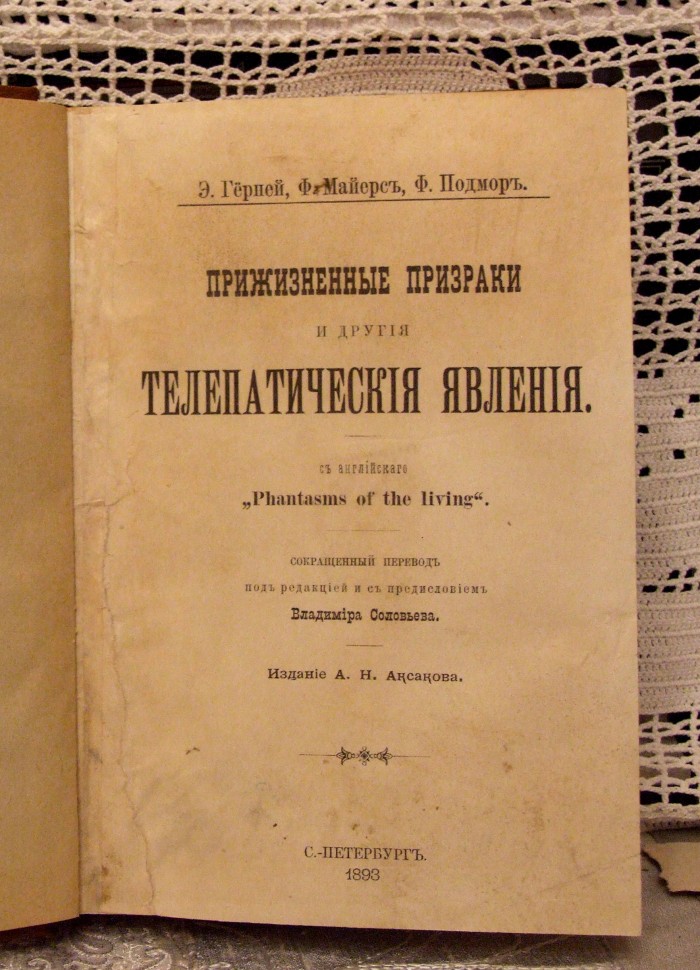 Э. Гёрней, Ф. Майерсъ, Ф. Подморъ.
ПРИЖИЗНЕННЫЕ ПРИЗРАКИ
И ДРУГІЯ
ТЕЛЕПАТИЧЕСКІЯ ЯВЛЕНІЯ.
съ англійскаго
„Phantasms of the living“.
СОКРАЩЕННЫЙ ПЕРЕВОДЪ
подъ редакціей и съ предисловіемъ
Владиміра Соловьева.
Изданіе А. Н. Аксакова.
С.-ПЕТЕРБУРГЪ.
1893